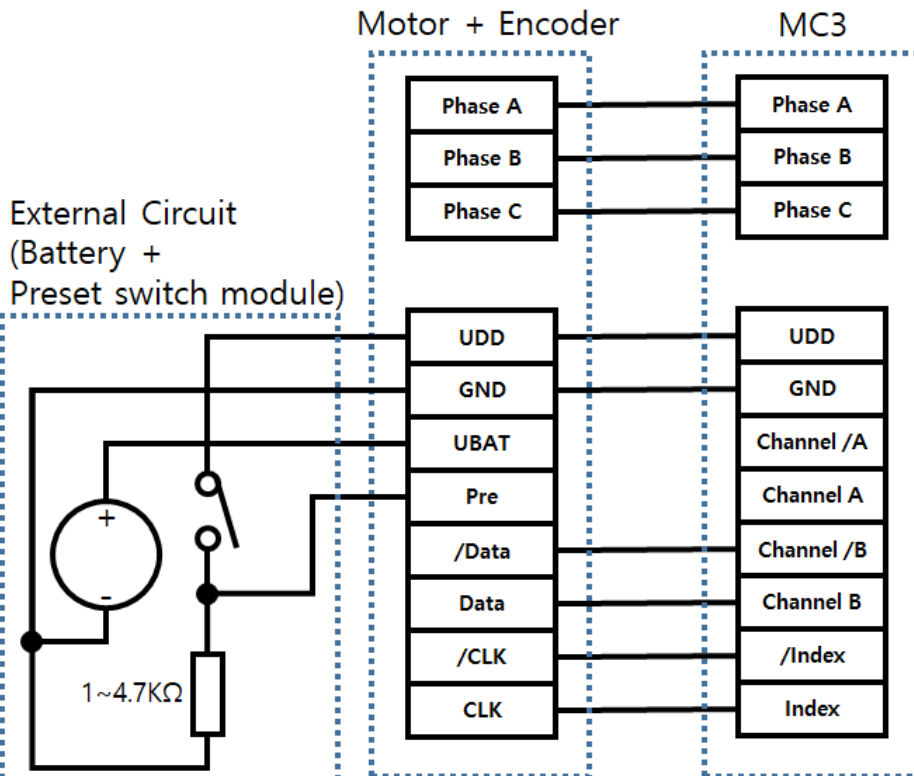 Motor + Encoder
MC3
Phase A
Phase A
Phase B
Phase B
Phase C
Phase C
External Circuit
(Battery +
Preset switch module)
UDD
UDD
GND
GND
UBAT
Channel /A
Pre
Channel A
+
/Data
Channel /B
-
Data
Channel B
/CLK
/Index
1~4.7KΩ
CLK
Index